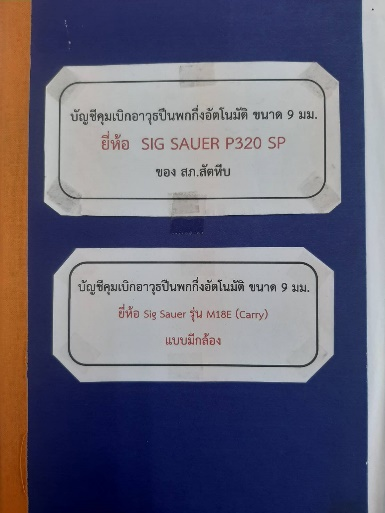 บัญชีคุมเบิกอาวุธปืนพกกึ่งอัตโนมัติ ขนาด 9 มม.
ยี่ห้อ SIG SAUER P320 SP
ของ สภ.สัตหีบ
บัญชีคุมเบิกอาวุธปืนพกกึ่งอัตโนมัติ ขนาด 9 มม.
ยี่ห้อ Sig Sauer รุ่น M18E (Carry)
แบบมีกล้อง